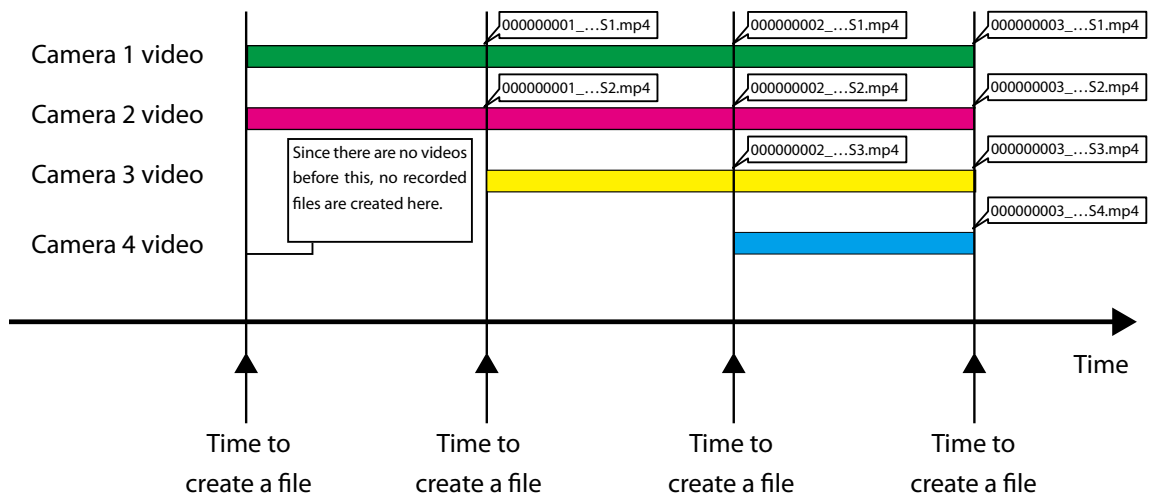 000000001_…S1.mp4
000000002_…S1.mp4
000000003_…S1.mp4
Camera 1 video
000000001_…S2.mp4
000000002_…S2.mp4
000000003_…S2.mp4
Camera 2 video
Since there are no videos
before this, no recorded
files are created here.
000000002_…S3.mp4
000000003_…S3.mp4
Camera 3 video
000000003_…S4.mp4
Camera 4 video
Time
Time to
create a file
Time to
create a file
Time to
create a file
Time to
create a file